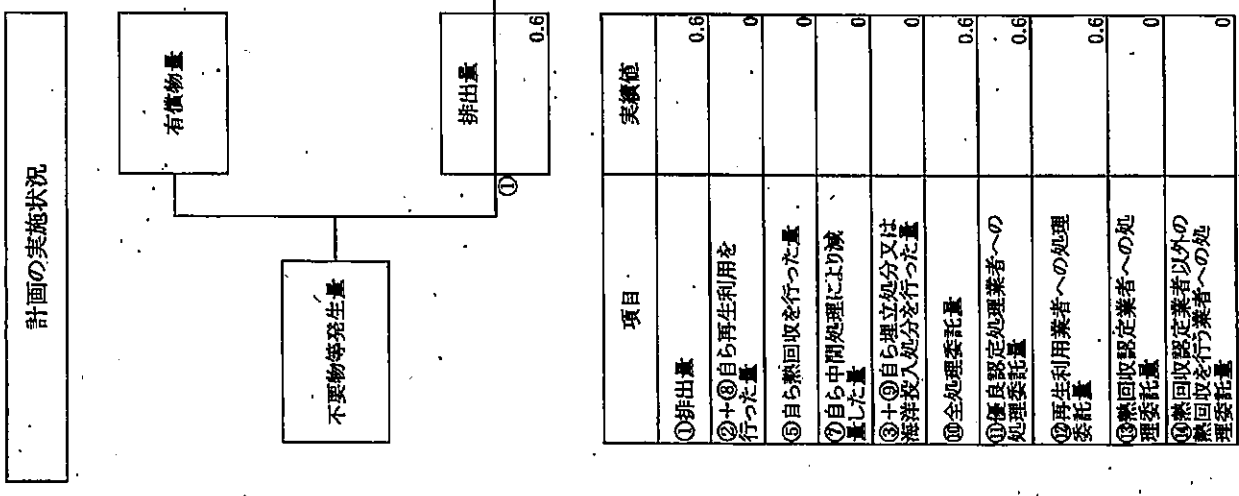 計画の実施状況
有償物量
不要物等発生量
排出量
①
0.6
項目
実績値
①排出量
0.6
②+⑧自ら再生利用を
行った量
0
⑤自ら熱回収を行った量
0
⑦自ら中間処理により減
量した量
0
③+⑨自ら埋立処分又は
海洋投入処分を行った量
0
⑩全処理委託量
0.6
⑪優良認定処理業者への
処理委託量
0.6
⑫再生利用業者への処理
委託量
0.6
⑬熱回収認定業者への処
理委託量
0
⑭熱回収認定業者以外の
熱回収を行う業者への処
理委託量
0